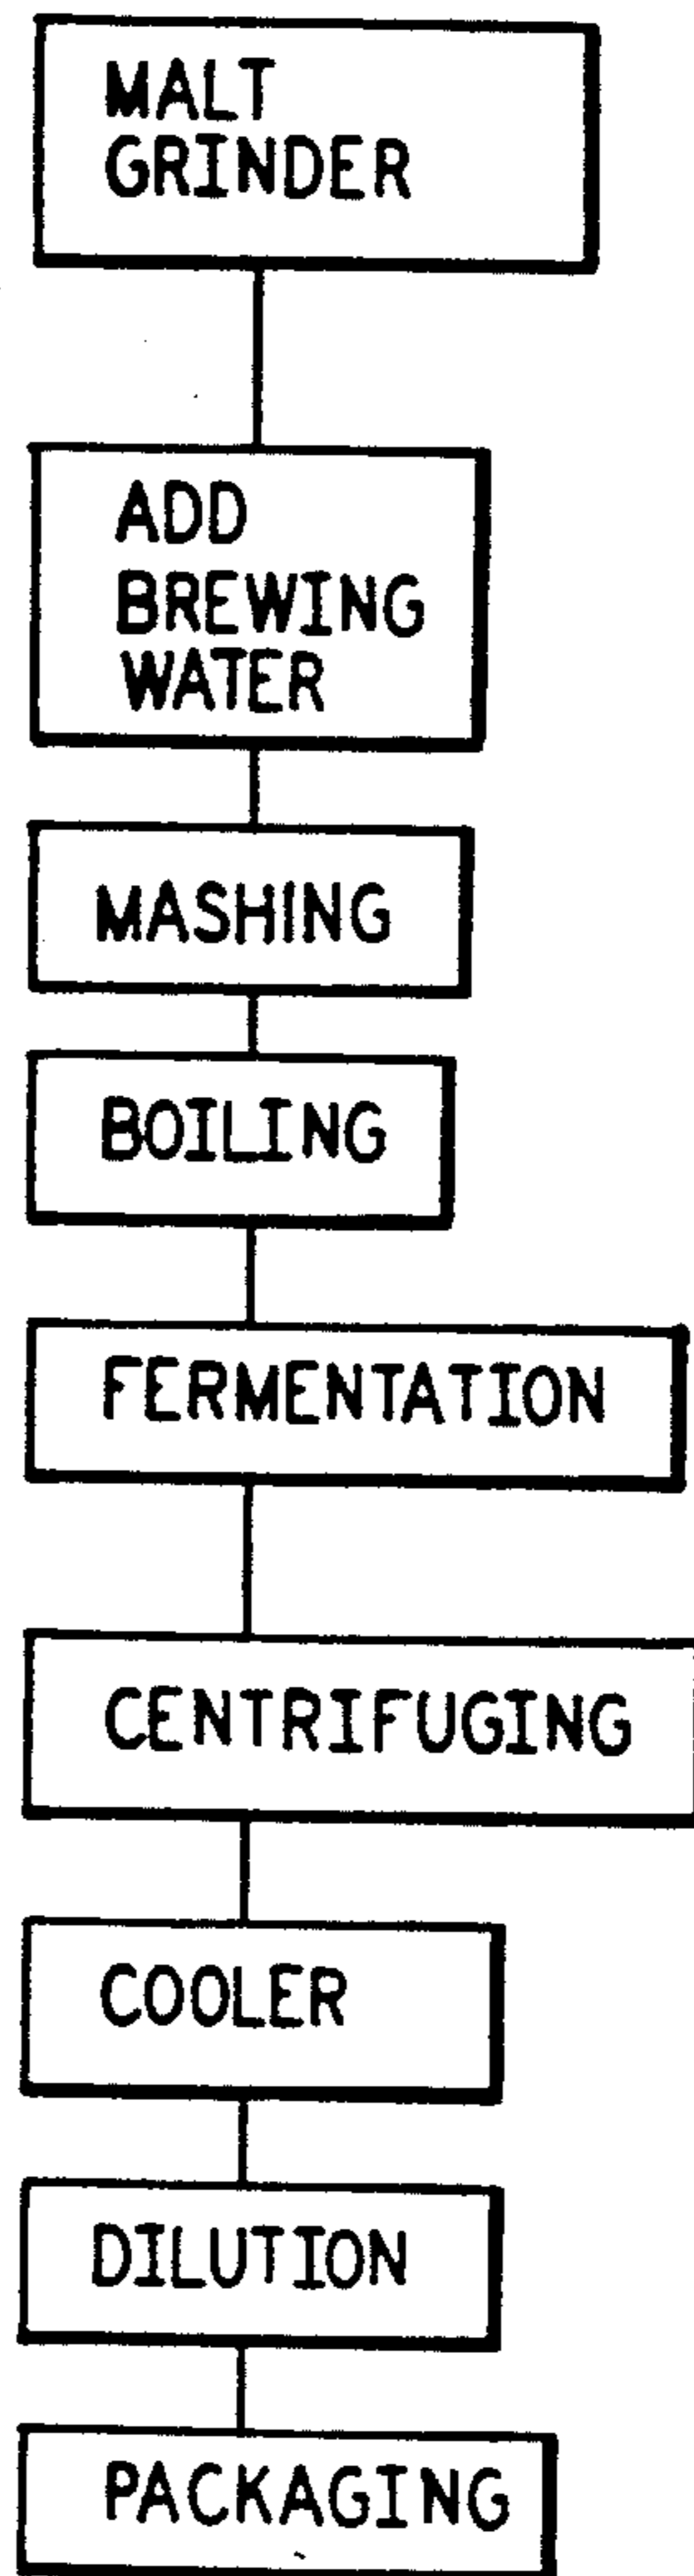 MALT
GRINDER
ADD
BREWING
WATER
MASHING
BOILING
FERMENTATION
CENTRIFUGING
COOLER
DILUTION
PACKAGING